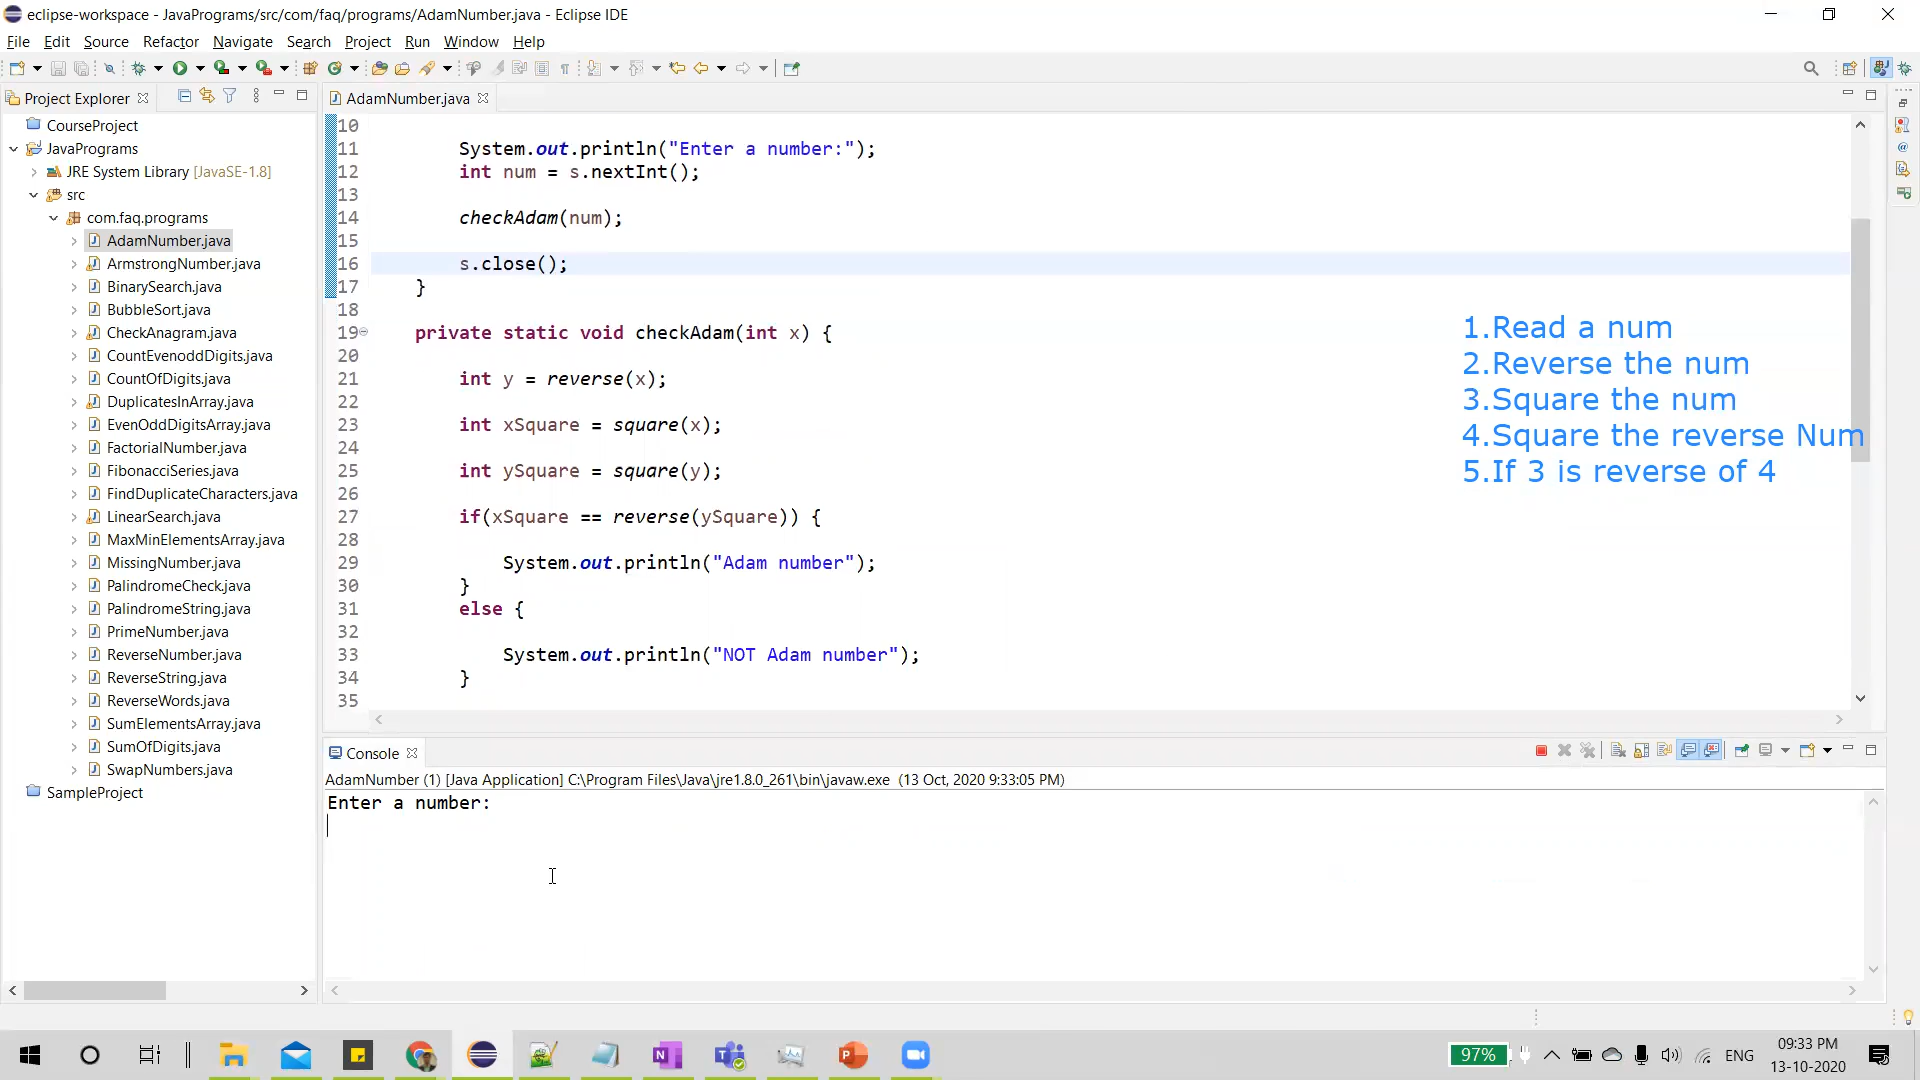 eclipse-workspace - JavaPrograms/src/com/faq/programs/AdamNumber.java - Eclipse IDE
File Edit Source Refactor Navigate Search Project Run Window Help
Project Explorer
CourseProject
JavaPrograms
JRE System Library [JavaSE-1.8]
src
com.faq.programs
AdamNumber.java
ArmstrongNumber.java
BinarySearch.java
BubbleSort.java
CheckAnagram.java
CountEvenoddDigits.java
CountOfDigits.java
DuplicatesInArray.java
EvenOddDigitsArray.java
FactorialNumber.java
FibonacciSeries.java
FindDuplicateCharacters.java
LinearSearch.java
MaxMinElementsArray.java
MissingNumber.java
PalindromeCheck.java
PalindromeString.java
PrimeNumber.java
ReverseNumber.java
ReverseString.java
ReverseWords.java
SumElementsArray.java
SumOfDigits.java
SwapNumbers.java
SampleProject
AdamNumber.java
10
11 System.out.println("Enter a number:");
12 int num = s.nextInt();
13
14 checkAdam(num);
15
16 s.close();
17 }
18
19 private static void checkAdam(int x) {
20
21 int y = reverse(x);
22
23 int xSquare = square(x);
24
25 int ySquare = square(y);
26
27 if(xSquare == reverse(ySquare)) {
28
29 System.out.println("Adam number");
30 }
31 else {
32
33 System.out.println("NOT Adam number");
34 }
35
1.Read a num
2.Reverse the num
3.Square the num
4.Square the reverse Num
5.If 3 is reverse of 4
Console
AdamNumber (1) [Java Application] C:\Program Files\Java\jre1.8.0_261\bin\javaw.exe (13 Oct, 2020 9:33:05 PM)
Enter a number:
97%
ENG
09:33 PM
13-10-2020